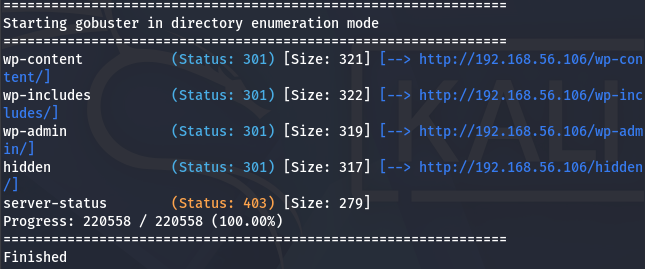 ===============================================================
Starting gobuster in directory enumeration mode
===============================================================
wp-content           (Status: 301) [Size: 321] [--> http://192.168.56.106/wp-con
tent/]
wp-includes          (Status: 301) [Size: 322] [--> http://192.168.56.106/wp-inc
ludes/]
wp-admin             (Status: 301) [Size: 319] [--> http://192.168.56.106/wp-adm
in/]
hidden               (Status: 301) [Size: 317] [--> http://192.168.56.106/hidden
/]
server-status        (Status: 403) [Size: 279]
Progress: 220558 / 220558 (100.00%)
===============================================================
Finished
KALI